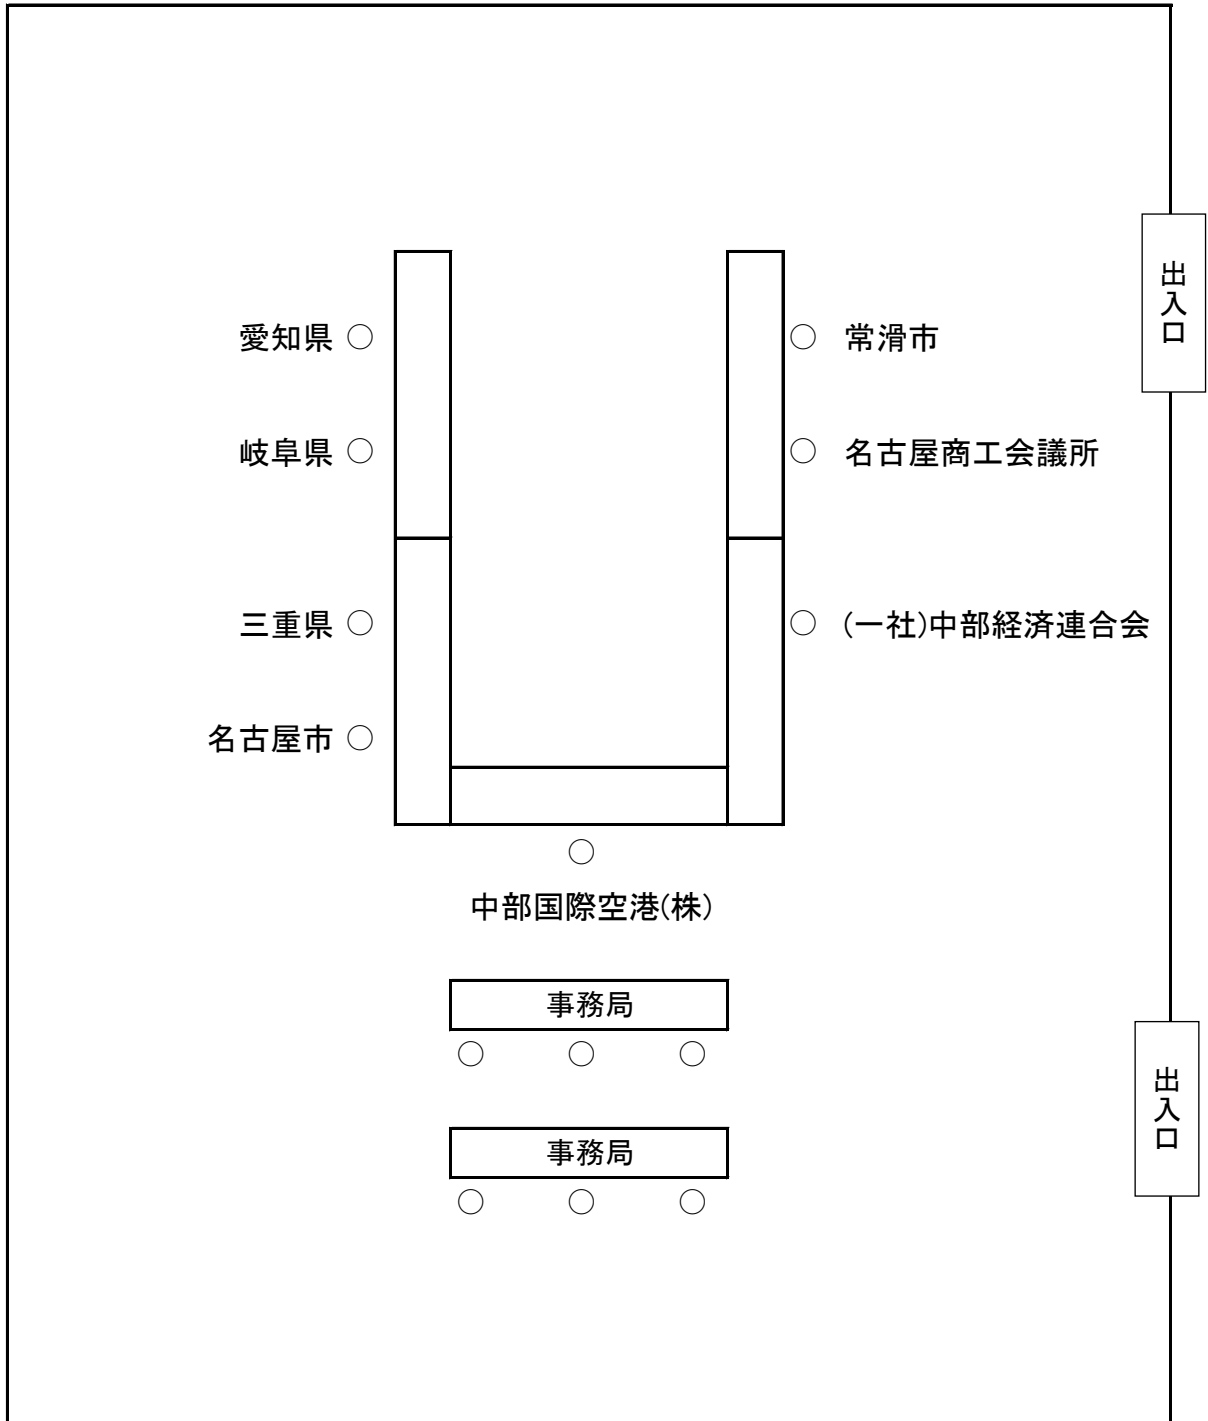 出入口
愛知県 ○
○ 常滑市
岐阜県 ○
○ 名古屋商工会議所
三重県 ○
○ (一社)中部経済連合会
名古屋市 ○
○
中部国際空港(株)
事務局
○ ○ ○
出入口
事務局
○ ○ ○